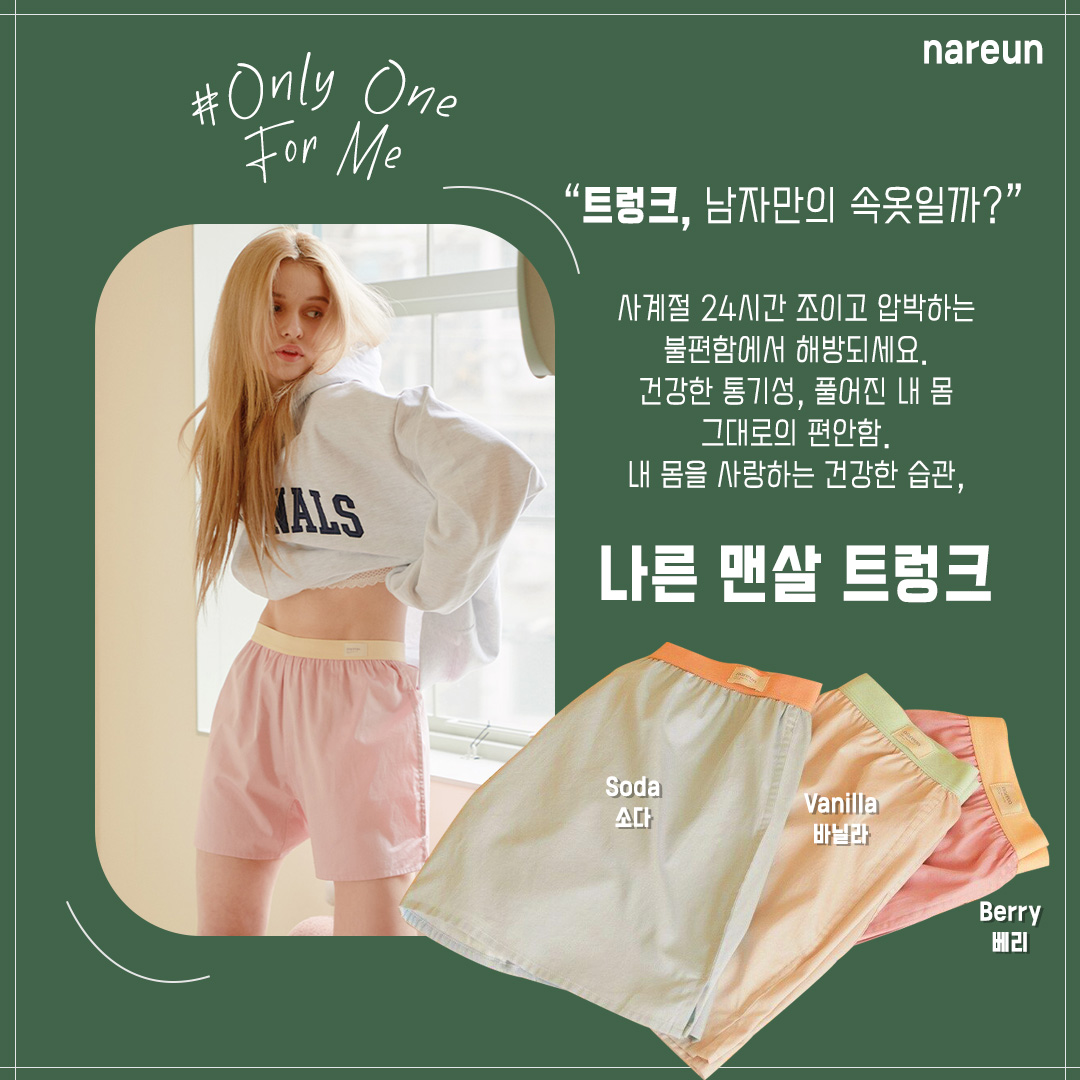 nareun
#Only One
For Me
“트렁크, 남자만의 속옷일까?”
사계절 24시간 조이고 압박하는
불편함에서 해방되세요.
건강한 통기성, 풀어진 내 몸
그대로의 편안함.
내 몸을 사랑하는 건강한 습관,
나른 맨살 트렁크
NALS
Soda
소다
Vanilla
바닐라
Berry
베리